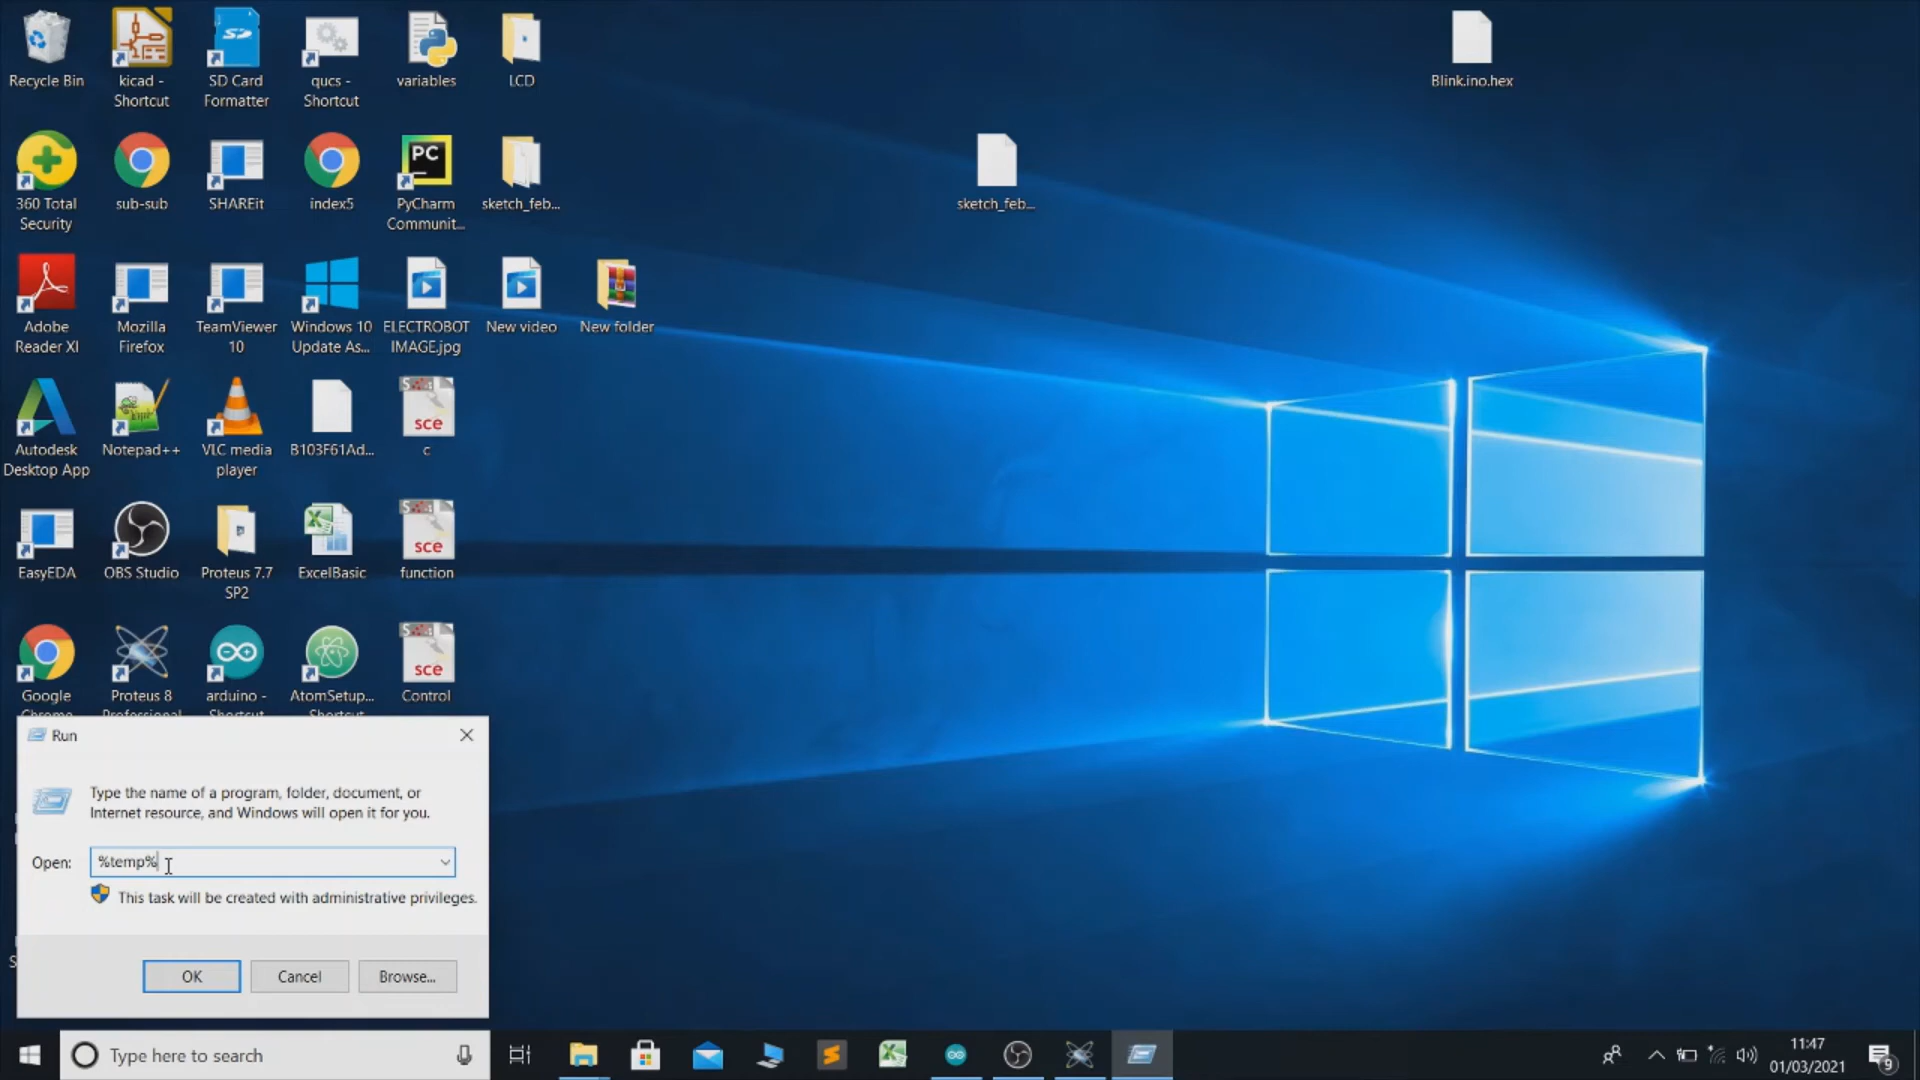 Recycle Bin
kicad -
Shortcut
SD Card
Formatter
qucs -
Shortcut
variables
LCD
Blink.ino.hex
360 Total
Security
sub-sub
SHAREit
index5
PC
PyCharm
Communit...
sketch_feb...
sketch_feb...
Adobe
Reader XI
Mozilla
Firefox
TeamViewer
10
Windows 10
Update As...
ELECTROBOT
IMAGE.jpg
New video
New folder
Autodesk
Desktop App
Notepad++
VLC media
player
B103F61Ad...
sce
c
EasyEDA
OBS Studio
Proteus 7.7
SP2
ExcelBasic
sce
function
Google
Chrome
Proteus 8
Professional
arduino -
Shortcut
AtomSetup...
Shortcut
sce
Control
Run
Type the name of a program, folder, document, or
Internet resource, and Windows will open it for you.
Open:
%temp%
This task will be created with administrative privileges.
OK
Cancel
Browse...
Type here to search
11:47
01/03/2021
9